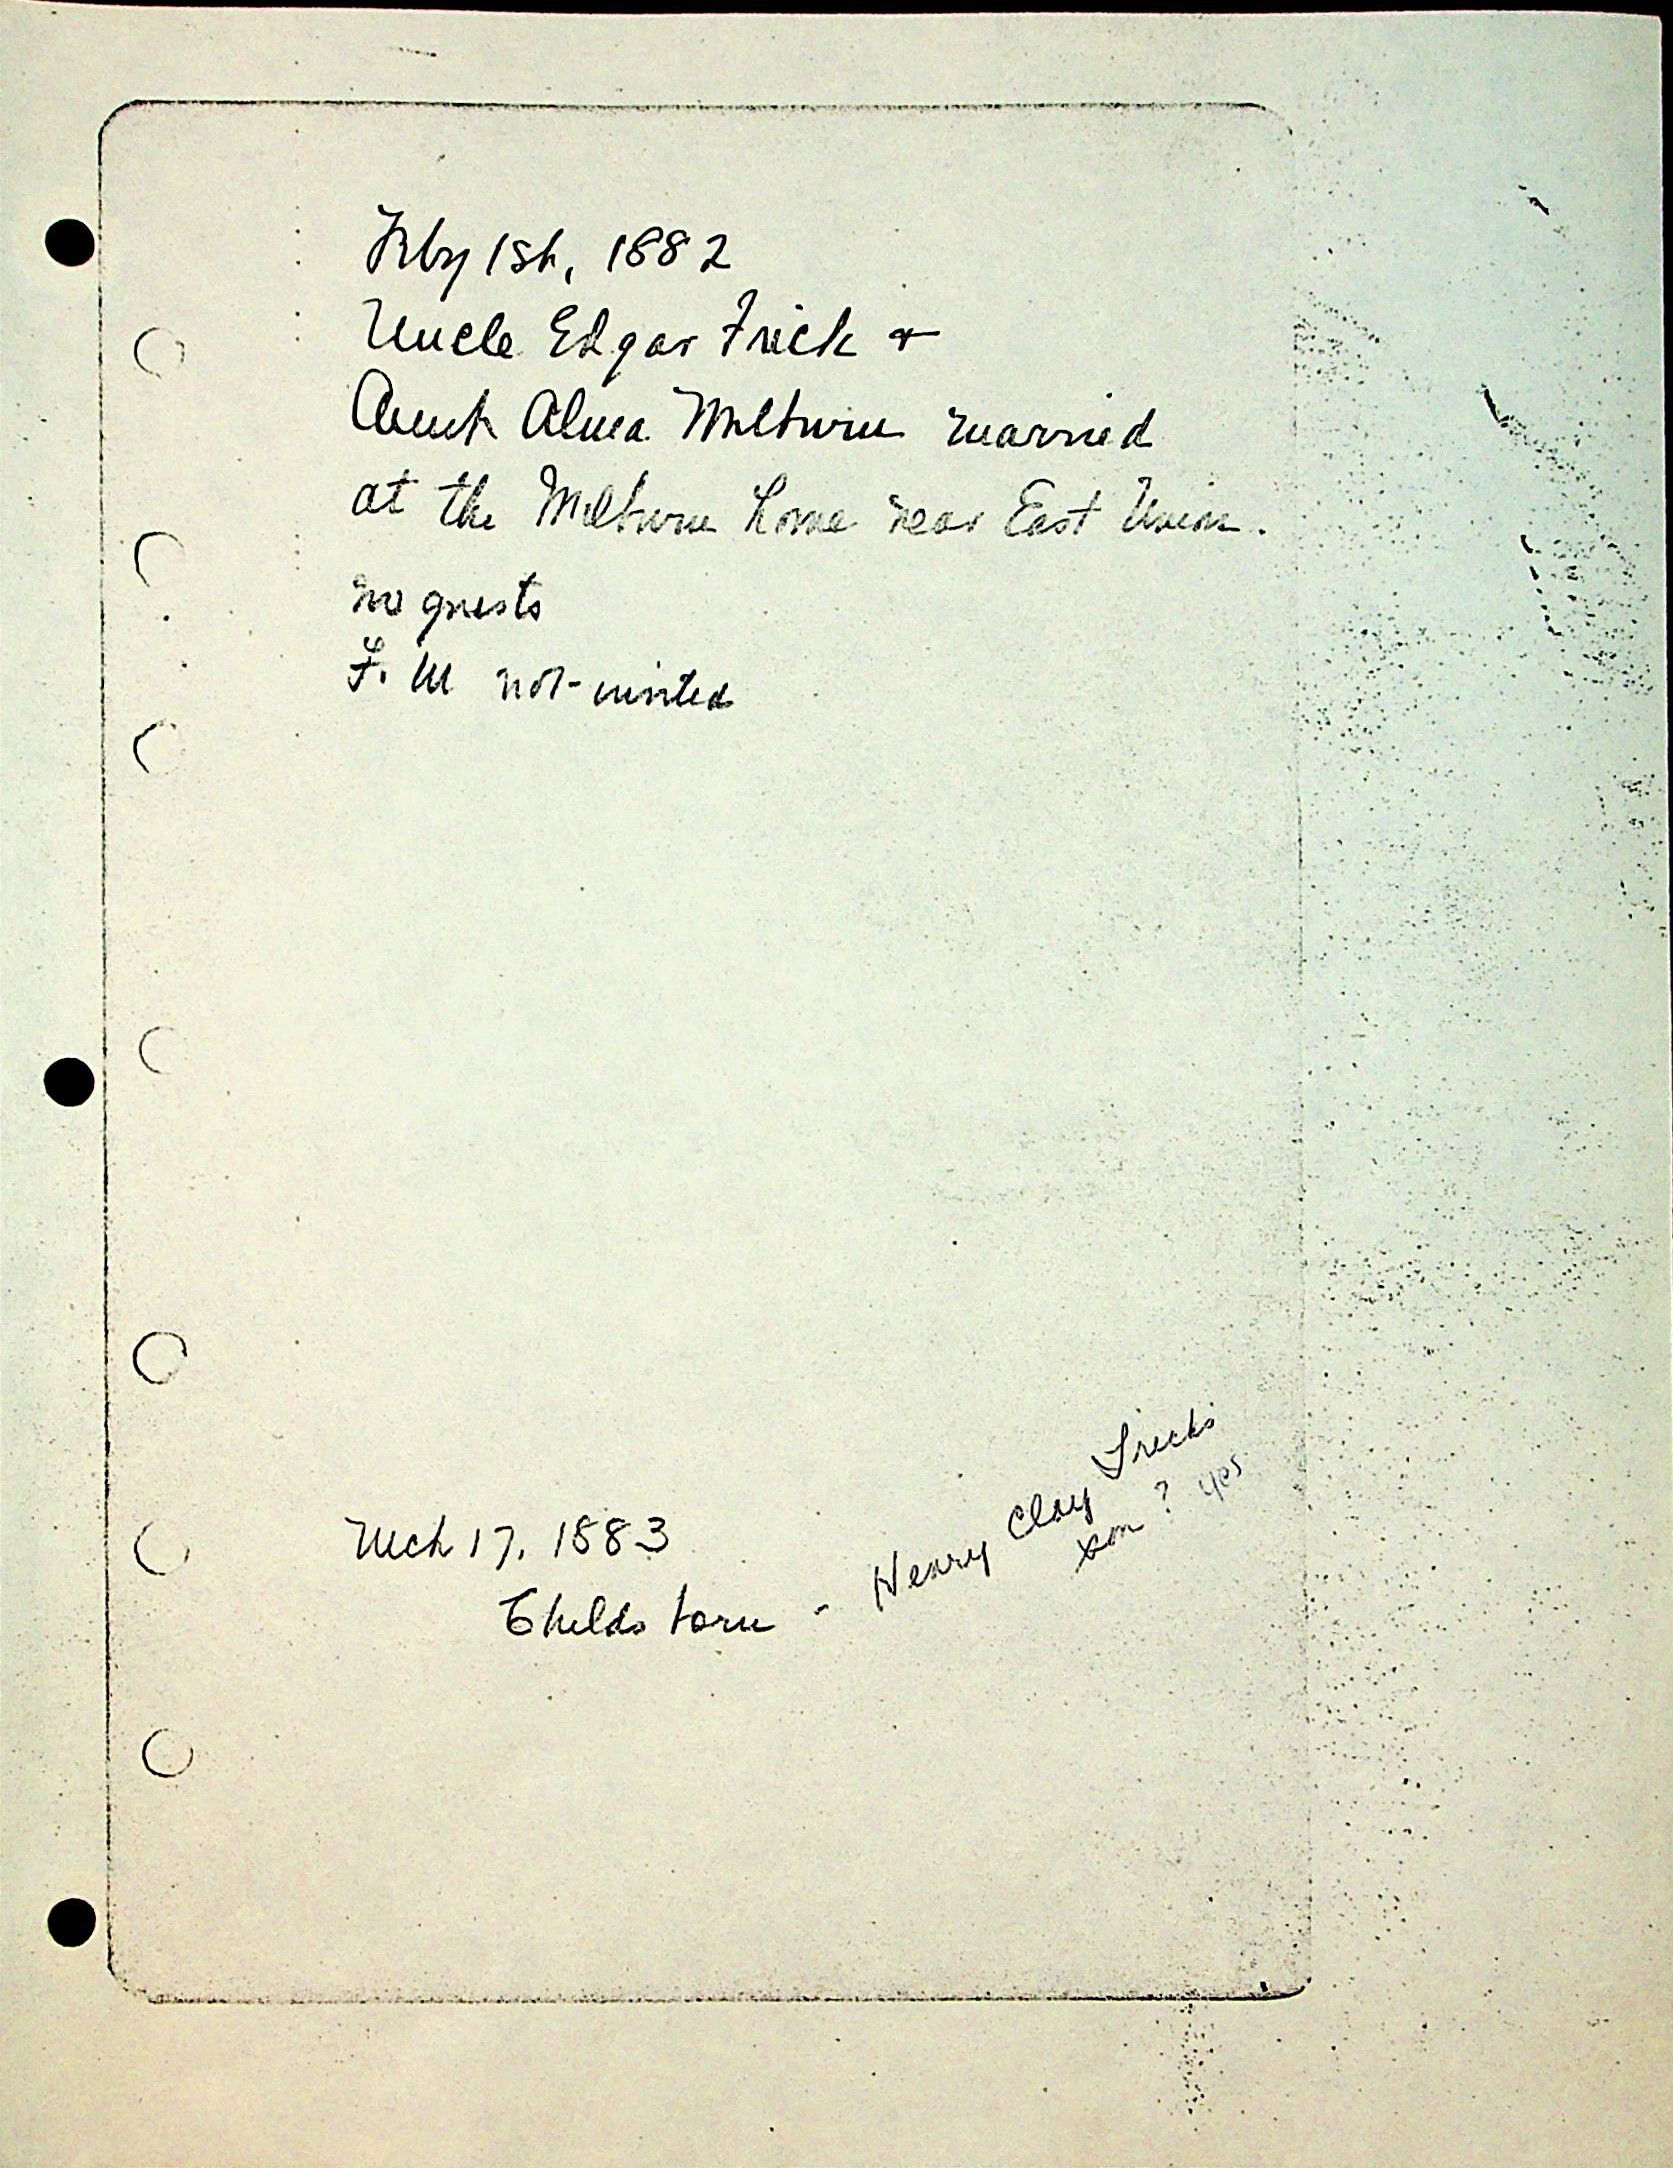 Feby 1st, 1882
Uncle Edgar Frick +
Aunt Alma Milburn married
at the Milburn home near East Union.
no guests
F. M not invited
Mch 17, 1883
Childs born - Henry Clay Fricks
son? yes